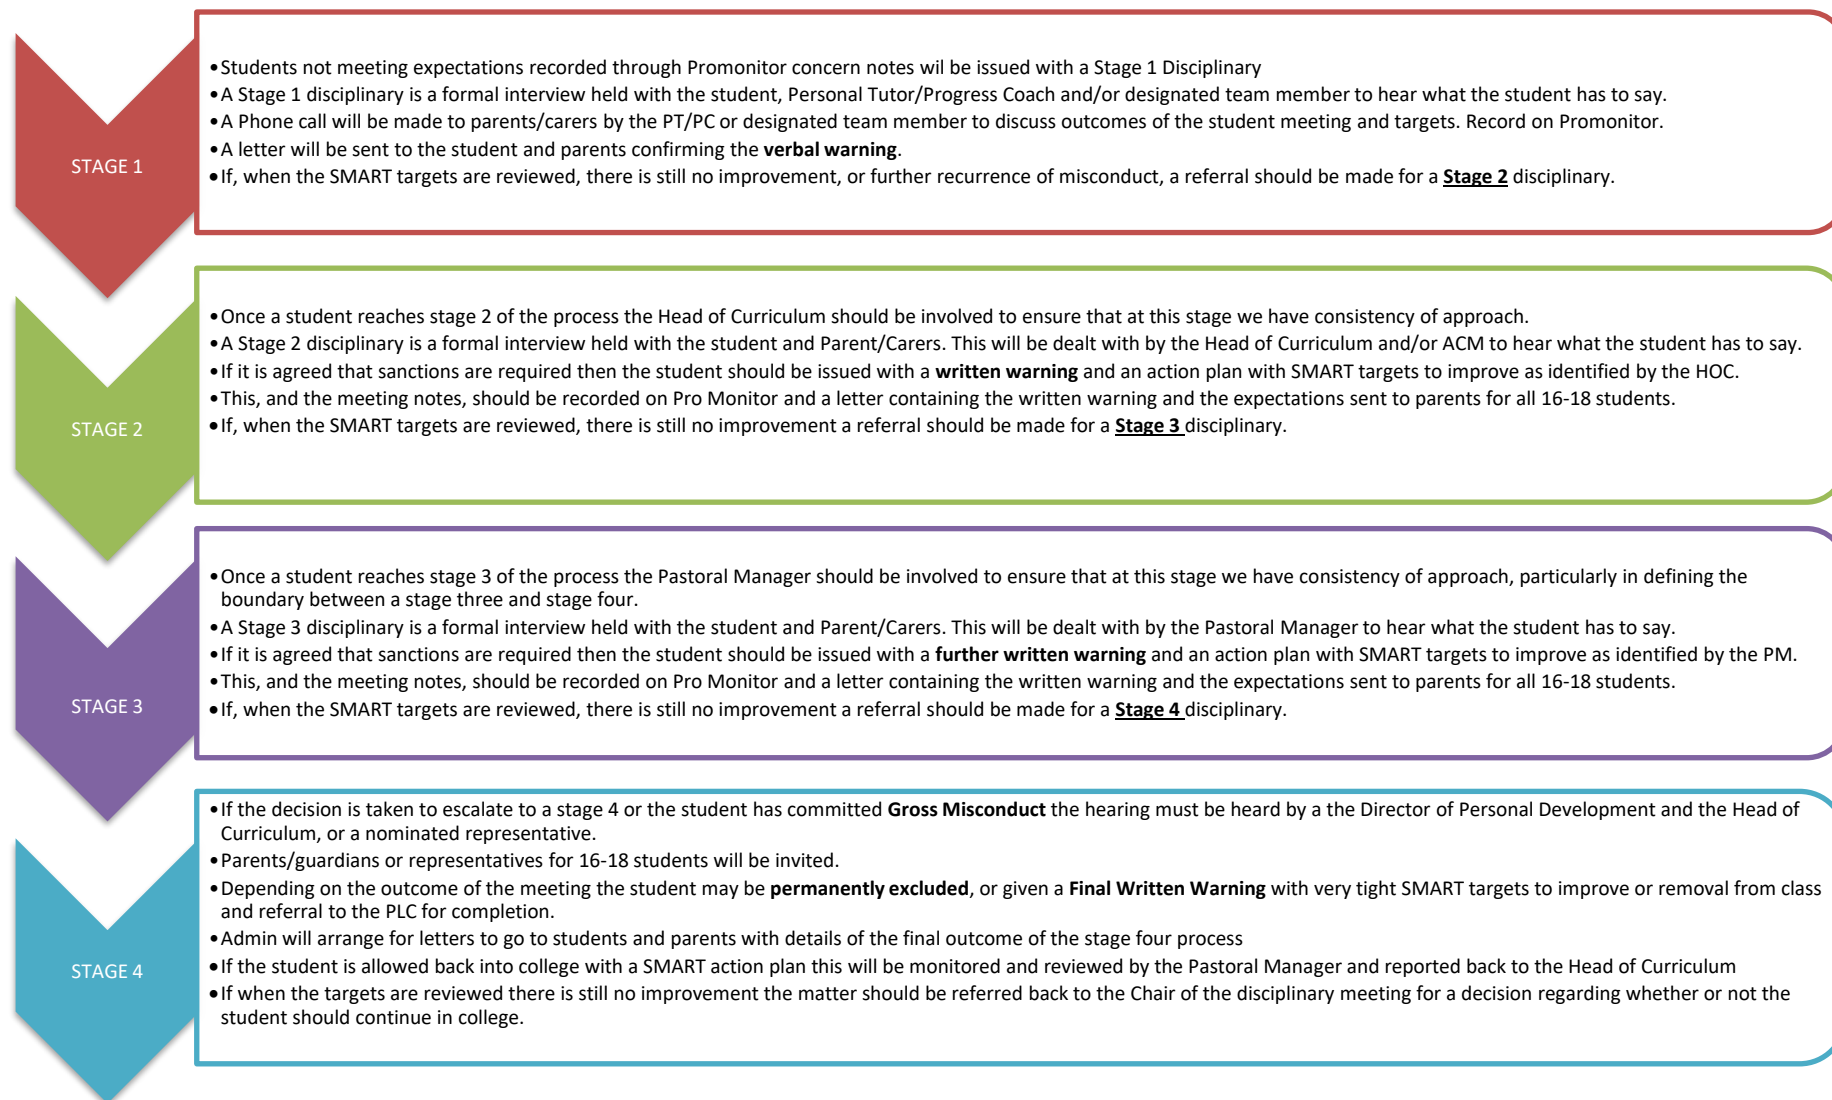 STAGE 1
•Students not meeting expectations recorded through Promonitor concern notes wil be issued with a Stage 1 Disciplinary
•A Stage 1 disciplinary is a formal interview held with the student, Personal Tutor/Progress Coach and/or designated team member to hear what the student has to say.
•A Phone call will be made to parents/carers by the PT/PC or designated team member to discuss outcomes of the student meeting and targets. Record on Promonitor.
•A letter will be sent to the student and parents confirming the verbal warning.
•If, when the SMART targets are reviewed, there is still no improvement, or further recurrence of misconduct, a referral should be made for a Stage 2 disciplinary.
STAGE 2
•Once a student reaches stage 2 of the process the Head of Curriculum should be involved to ensure that at this stage we have consistency of approach.
•A Stage 2 disciplinary is a formal interview held with the student and Parent/Carers. This will be dealt with by the Head of Curriculum and/or ACM to hear what the student has to say.
•If it is agreed that sanctions are required then the student should be issued with a written warning and an action plan with SMART targets to improve as identified by the HOC.
•This, and the meeting notes, should be recorded on Pro Monitor and a letter containing the written warning and the expectations sent to parents for all 16-18 students.
•If, when the SMART targets are reviewed, there is still no improvement a referral should be made for a Stage 3 disciplinary.
STAGE 3
•Once a student reaches stage 3 of the process the Pastoral Manager should be involved to ensure that at this stage we have consistency of approach, particularly in defining the
boundary between a stage three and stage four.
•A Stage 3 disciplinary is a formal interview held with the student and Parent/Carers. This will be dealt with by the Pastoral Manager to hear what the student has to say.
•If it is agreed that sanctions are required then the student should be issued with a further written warning and an action plan with SMART targets to improve as identified by the PM.
•This, and the meeting notes, should be recorded on Pro Monitor and a letter containing the written warning and the expectations sent to parents for all 16-18 students.
•If, when the SMART targets are reviewed, there is still no improvement a referral should be made for a Stage 4 disciplinary.
STAGE 4
•If the decision is taken to escalate to a stage 4 or the student has committed Gross Misconduct the hearing must be heard by a the Director of Personal Development and the Head of
Curriculum, or a nominated representative.
•Parents/guardians or representatives for 16-18 students will be invited.
•Depending on the outcome of the meeting the student may be permanently excluded, or given a Final Written Warning with very tight SMART targets to improve or removal from class
and referral to the PLC for completion.
•Admin will arrange for letters to go to students and parents with details of the final outcome of the stage four process
•If the student is allowed back into college with a SMART action plan this will be monitored and reviewed by the Pastoral Manager and reported back to the Head of Curriculum
•If when the targets are reviewed there is still no improvement the matter should be referred back to the Chair of the disciplinary meeting for a decision regarding whether or not the
student should continue in college.